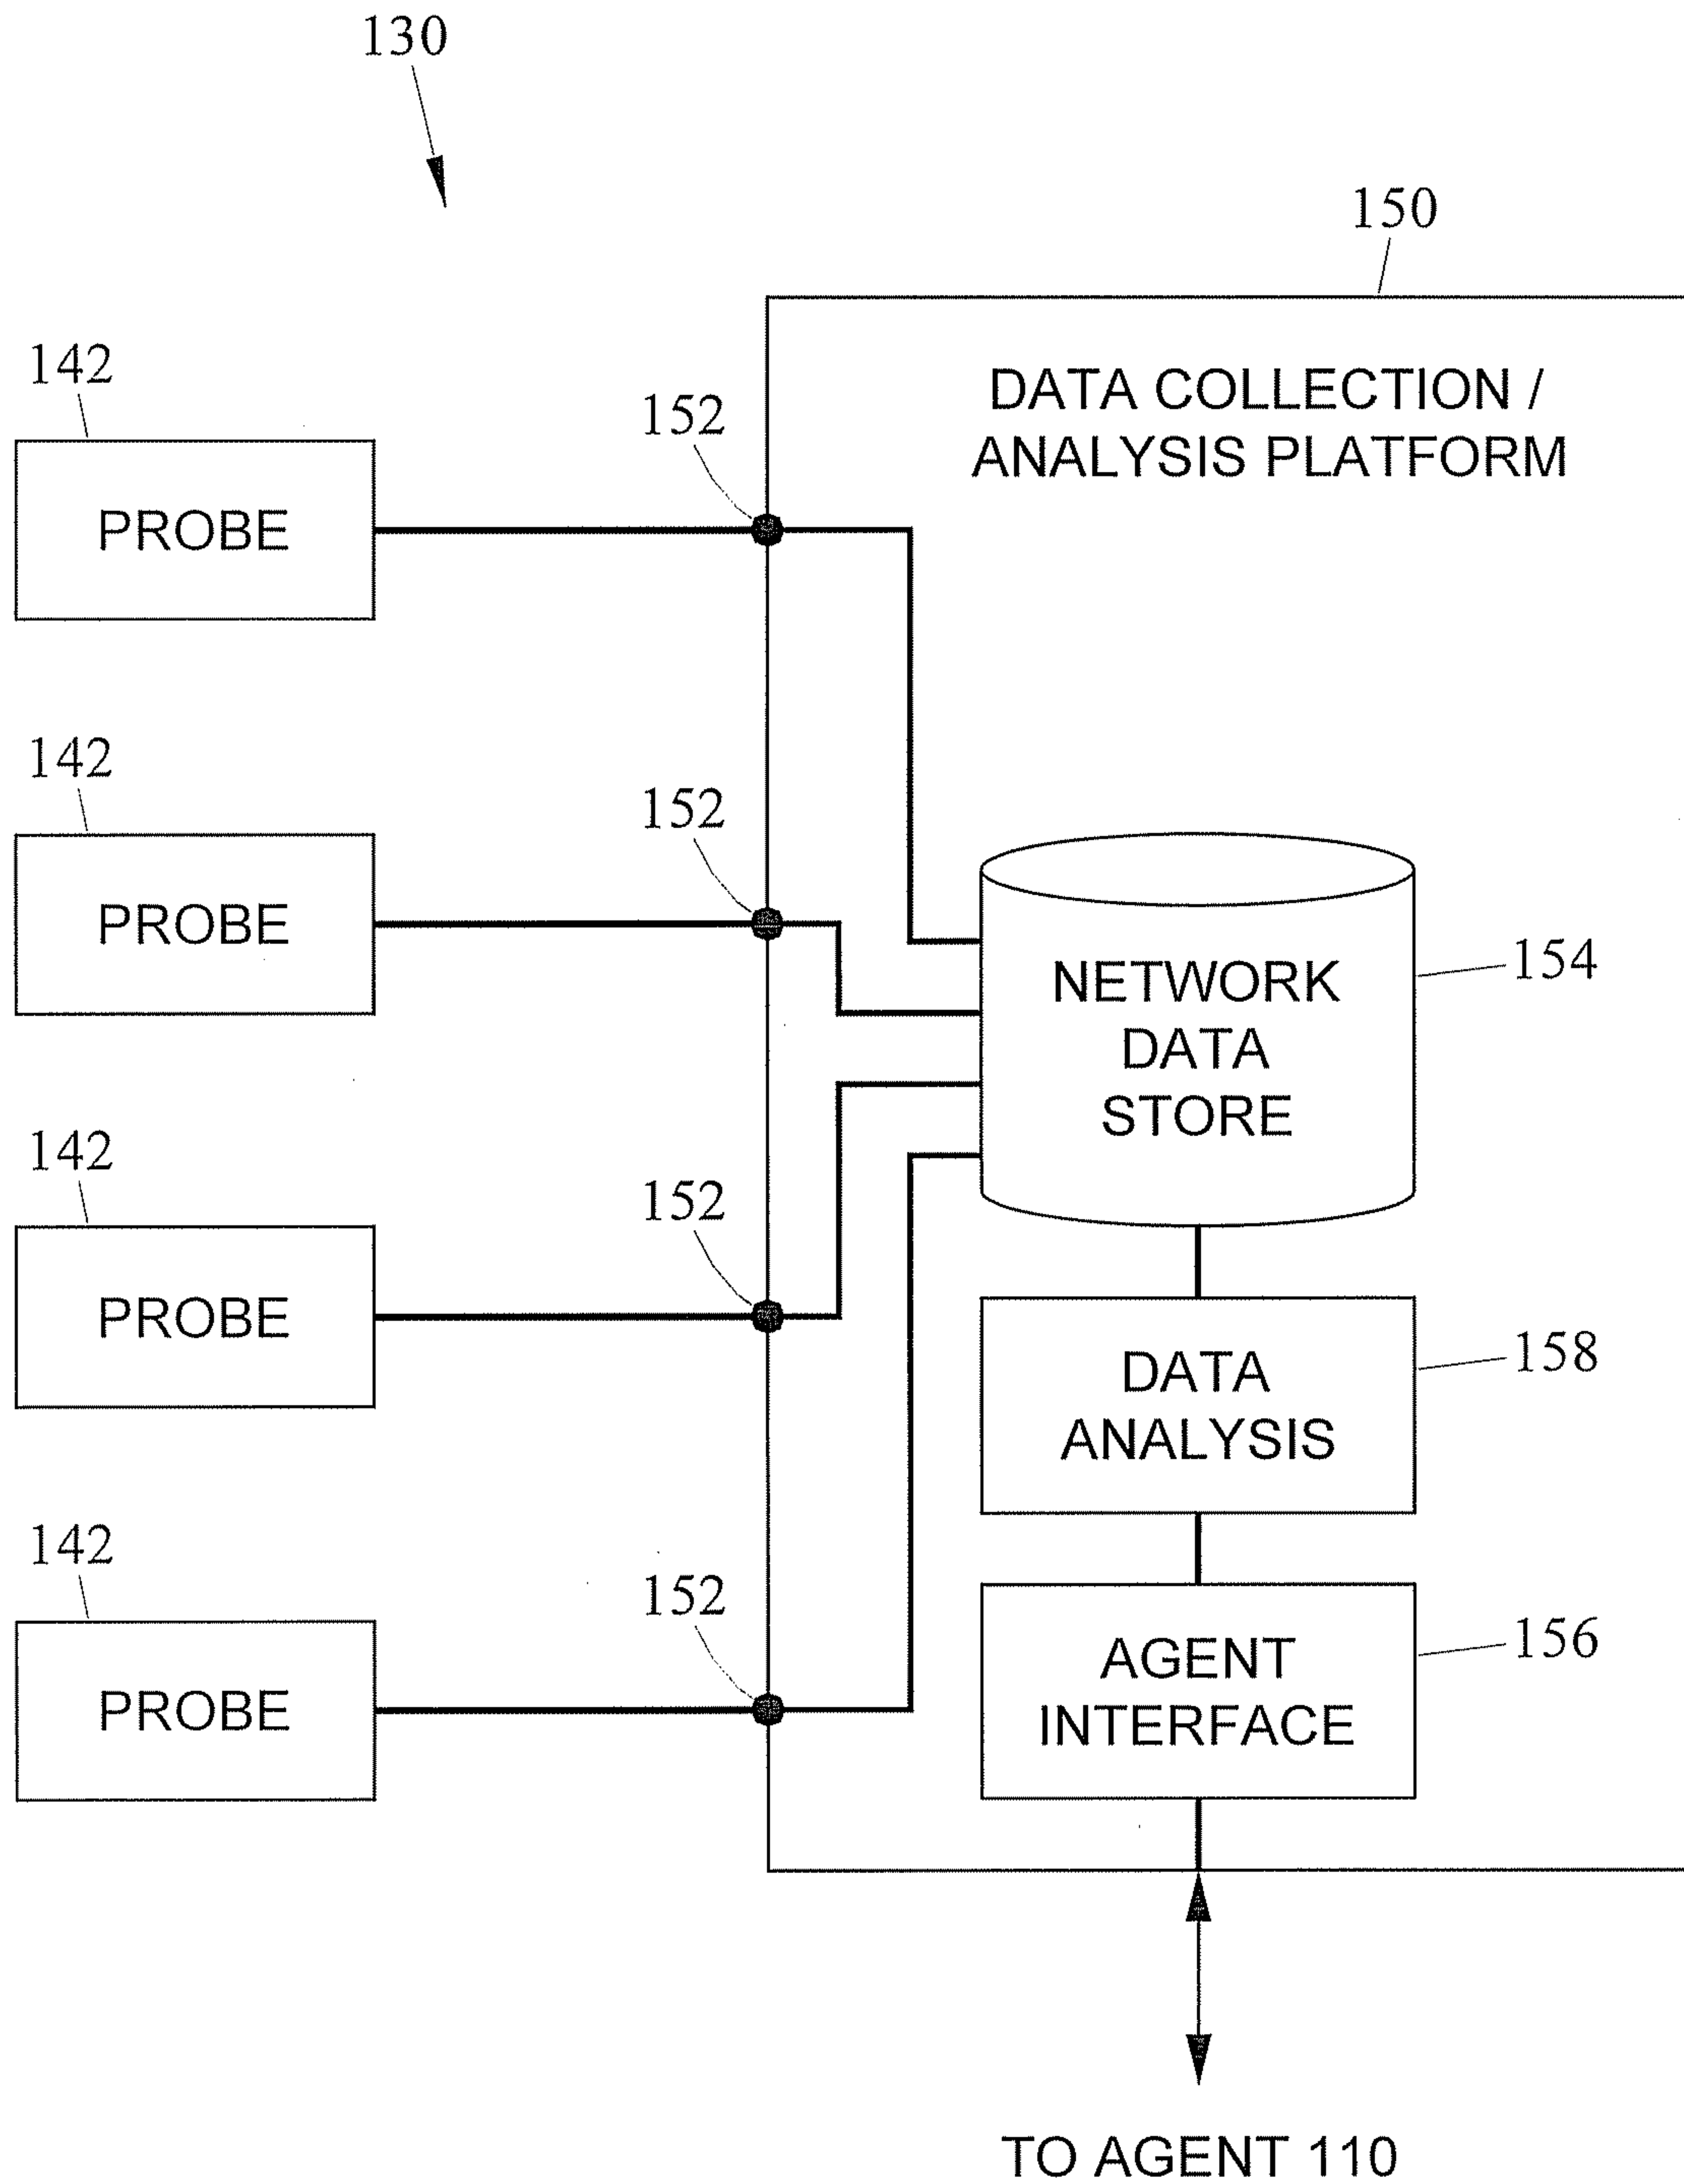 130
150
DATA COLLECTION /
ANALYSIS PLATFORM
142
152
PROBE
142
152
PROBE
NETWORK
DATA
STORE
154
142
152
PROBE
DATA
ANALYSIS
158
142
152
PROBE
AGENT
INTERFACE
156
TO AGENT 110